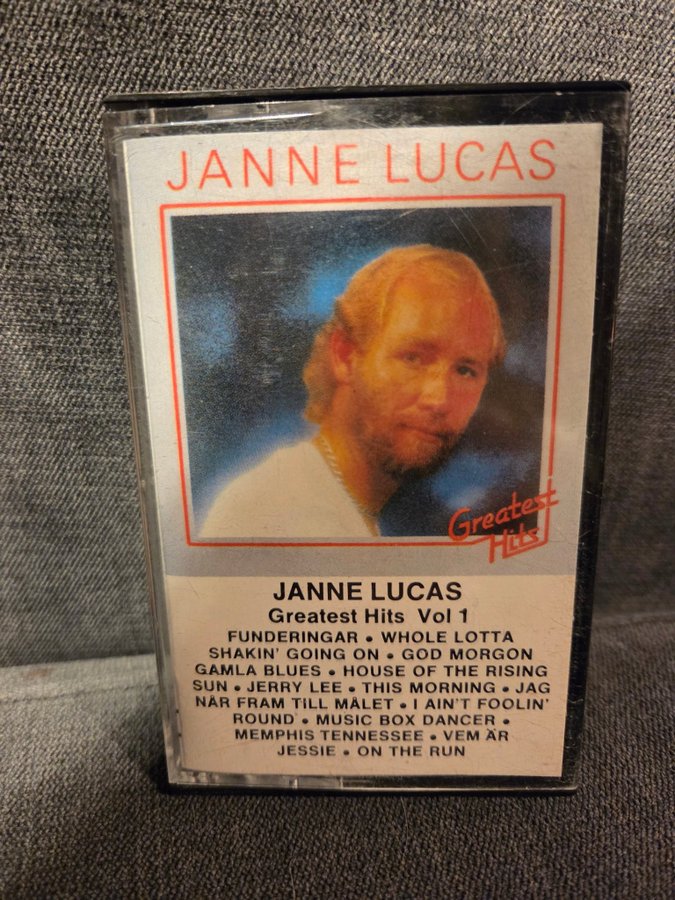 JANNE LUCAS
Greatest
Hits
JANNE LUCAS
Greatest Hits Vol 1
FUNDERINGAR • WHOLE LOTTA
SHAKIN' GOING ON • GOD MORGON
GAMLA BLUES • HOUSE OF THE RISING
SUN • JERRY LEE • THIS MORNING • JAG
NÅR FRAM TILL MÅLET • I AIN'T FOOLIN'
ROUND • MUSIC BOX DANCER •
MEMPHIS TENNESSEE • VEM ÄR
JESSIE • ON THE RUN